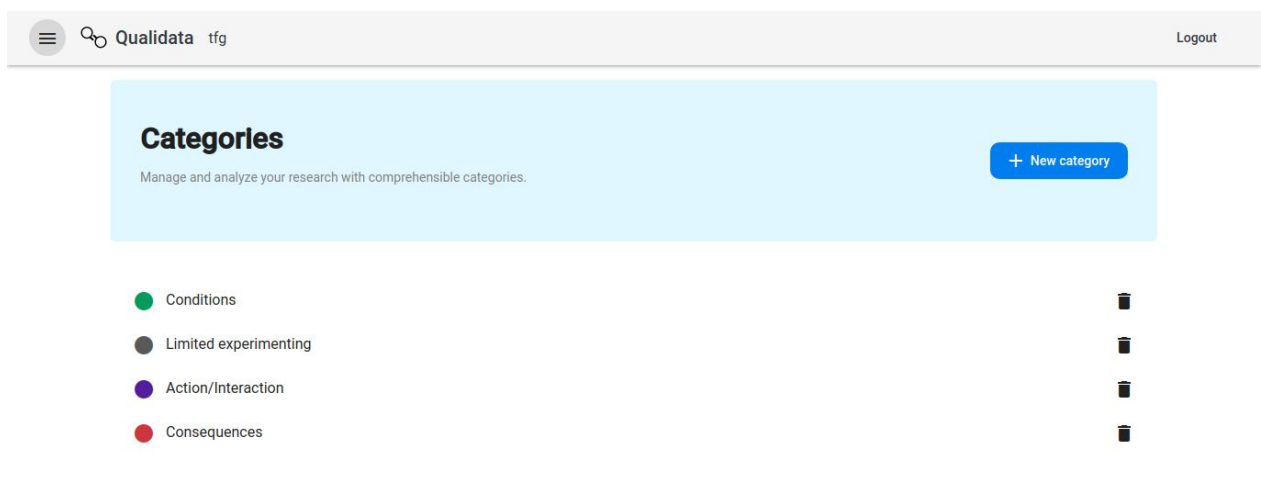 Qualidata tfg Logout
Categories
+ New category
Manage and analyze your research with comprehensible categories.
Conditions
Limited experimenting
Action/Interaction
Consequences